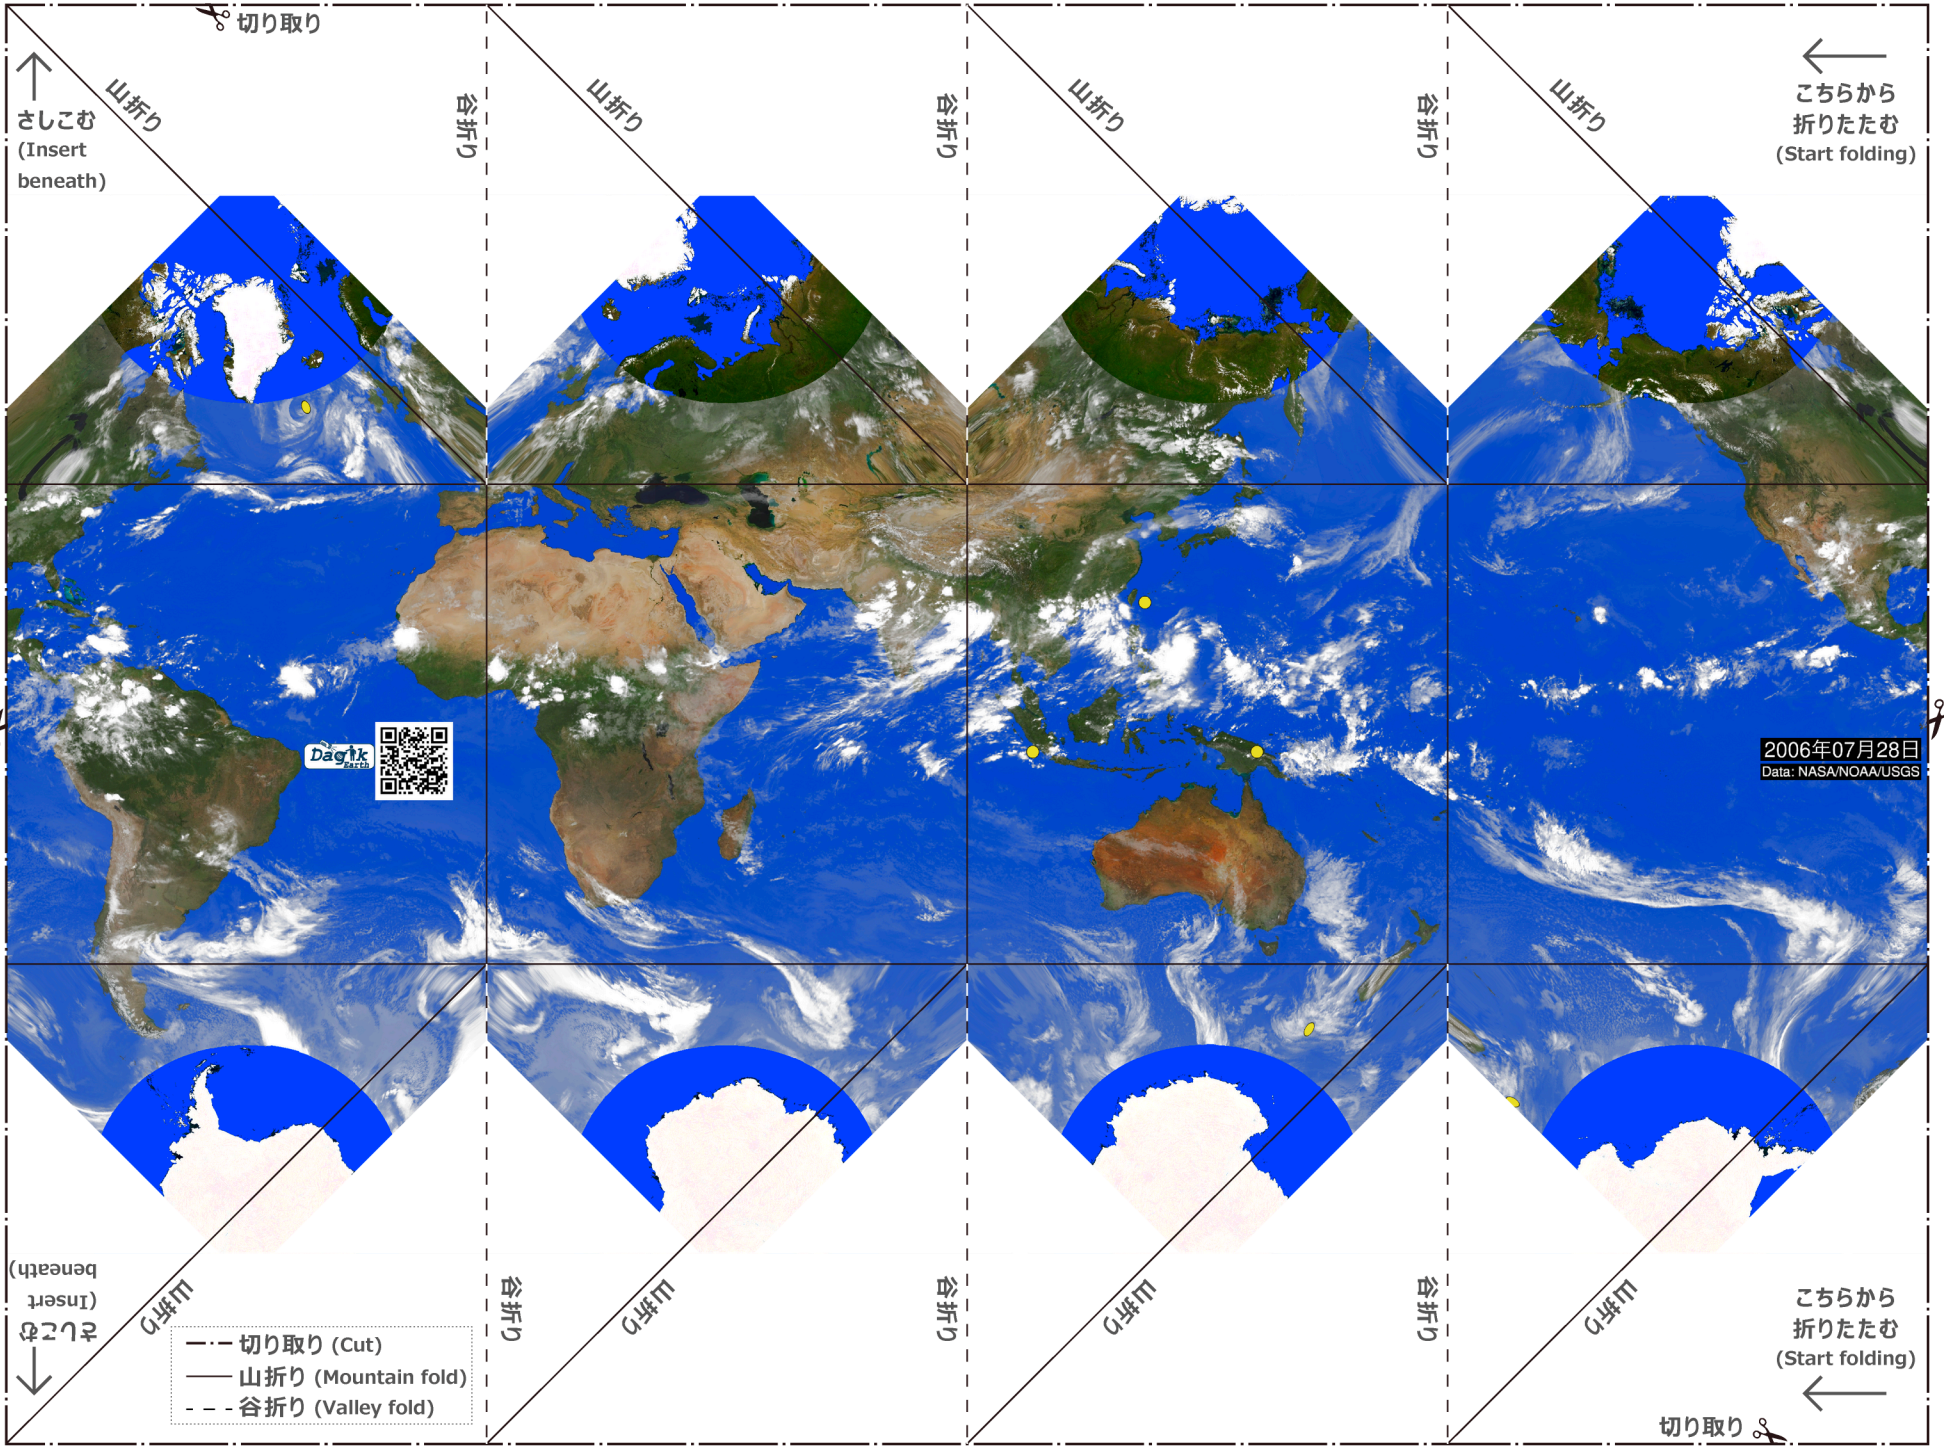 切り取り
山折り
谷折り
山折り
谷折り
山折り
谷折り
山折り
さしこむ
(Insert
beneath)
こちらから
折りたたむ
(Start folding)
Dagik
Earth
2006年07月28日
Data: NASA/NOAA/USGS
さしこむ
(Insert
beneath)
山折り
谷折り
山折り
谷折り
山折り
谷折り
山折り
切り取り (Cut)
山折り (Mountain fold)
谷折り (Valley fold)
こちらから
折りたたむ
(Start folding)
切り取り